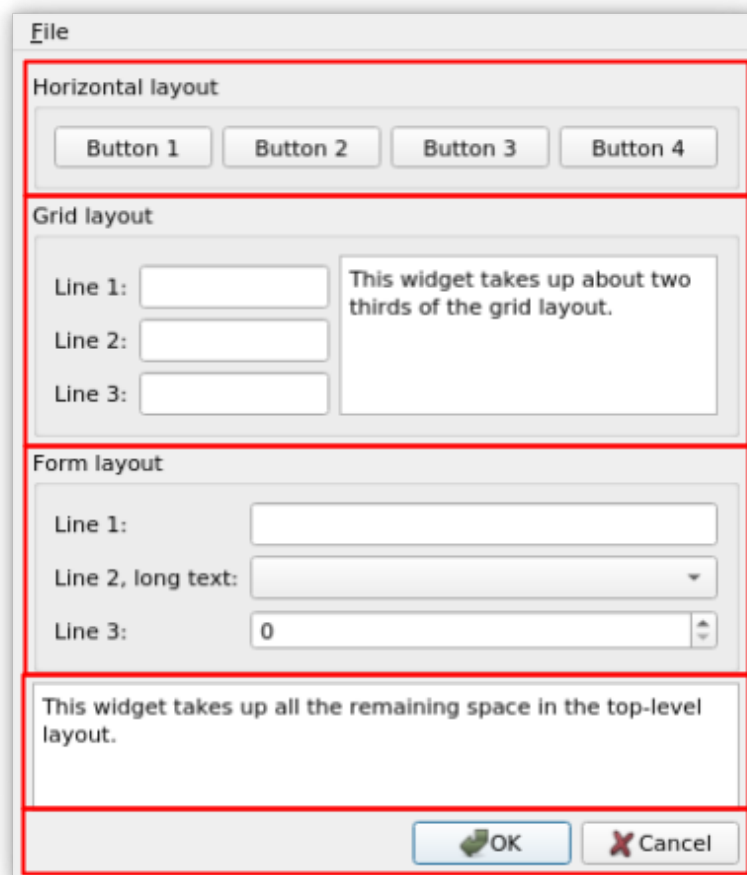 File
Horizontal layout
Button 1 Button 2 Button 3 Button 4
Grid layout
Line 1:
Line 2:
Line 3:
This widget takes up about two
thirds of the grid layout.
Form layout
Line 1:
Line 2, long text:
Line 3: 0
This widget takes up all the remaining space in the top-level
layout.
OK Cancel